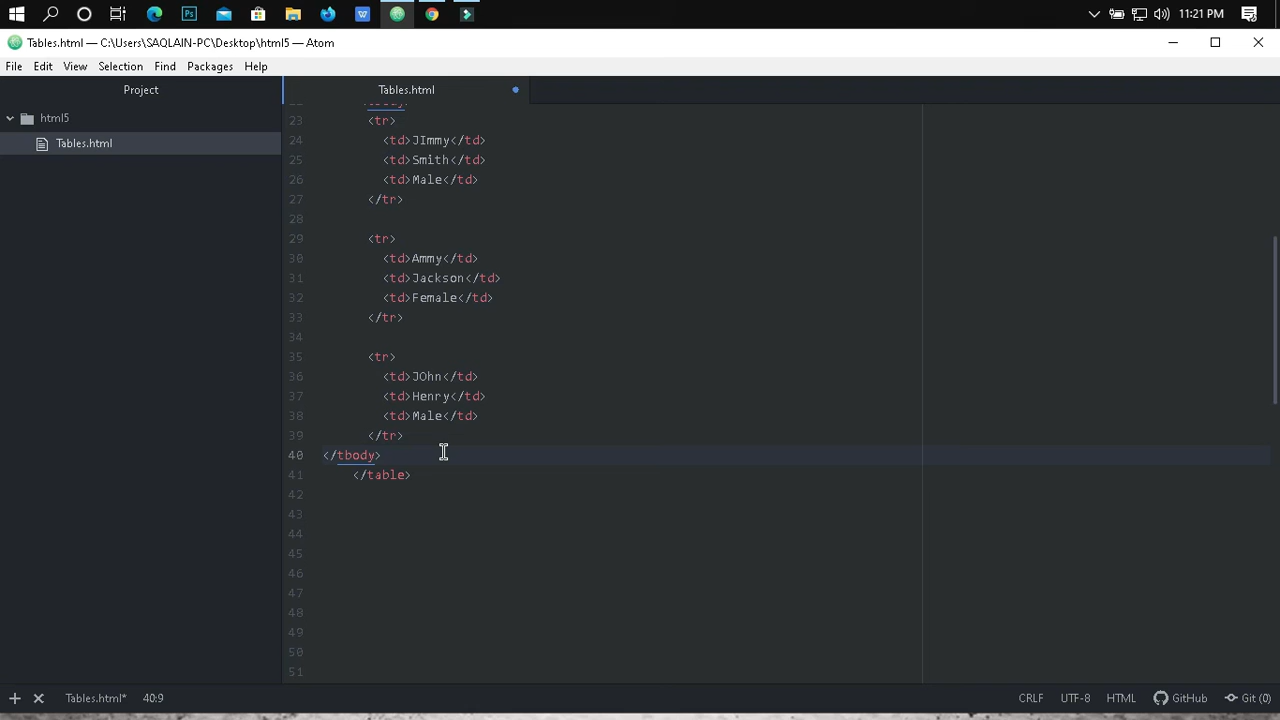 11:21 PM
Tables.html — C:\Users\SAQLAIN-PC\Desktop\html5 — Atom
File Edit View Selection Find Packages Help
Project
Tables.html
html5
Tables.html
23 <tr>
24 <td>JImmy</td>
25 <td>Smith</td>
26 <td>Male</td>
27 </tr>
28
29 <tr>
30 <td>Ammy</td>
31 <td>Jackson</td>
32 <td>Female</td>
33 </tr>
34
35 <tr>
36 <td>JOhn</td>
37 <td>Henry</td>
38 <td>Male</td>
39 </tr>
40 </tbody>
41 </table>
42
43
44
45
46
47
48
49
50
51
Tables.html* 40:9 CRLF UTF-8 HTML GitHub Git (0)